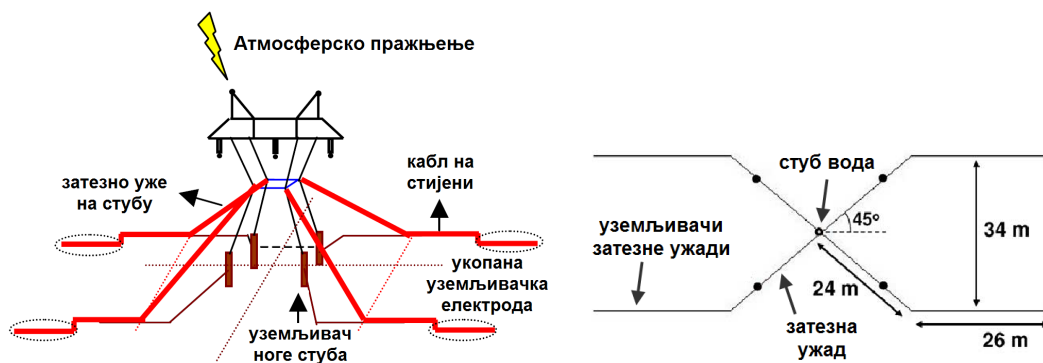 Атмосферско пражњење
затезно уже
на стубу
кабл на
стијени
укопана
уземљивачка
електрода
уземљивач
ноге стуба
стуб вода
45°
уземљивачи
затезне ужади
34 m
24 m
затезна
ужад
26 m